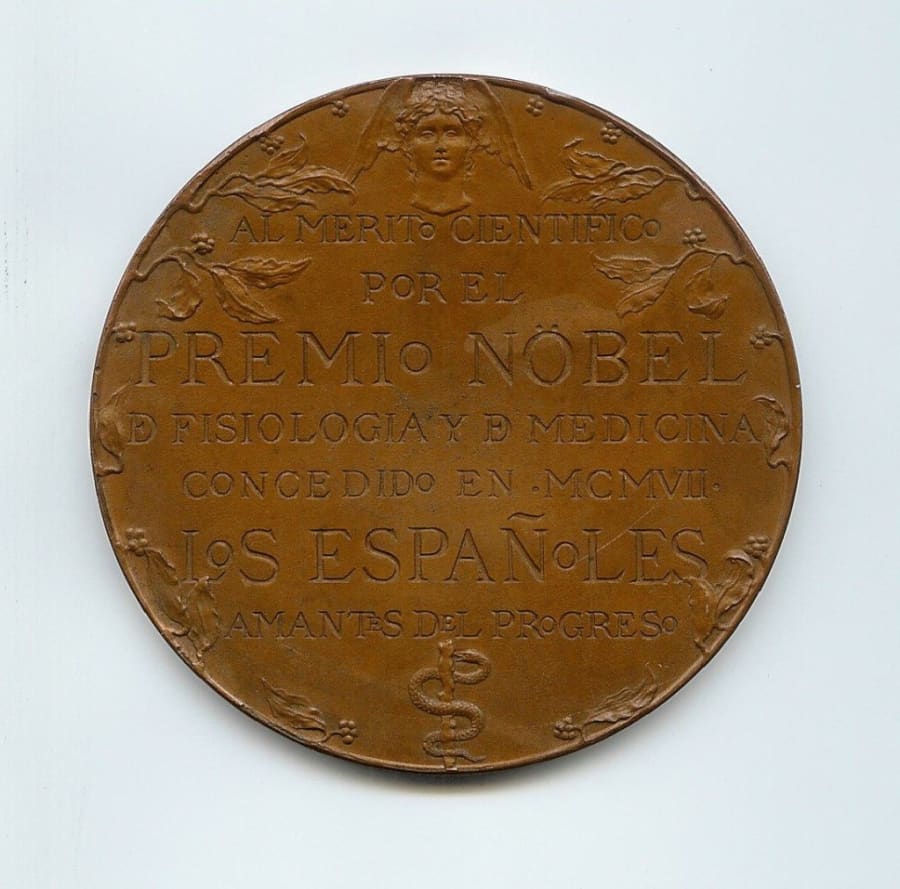 AL MERITO CIENTIFICO
POR EL
PREMIO NÖBEL
D FISIOLOGIA Y D MEDICINA
CONCEDIDO EN · MCMVII ·
LOS ESPAÑOLES
AMANTES DEL PROGRESO